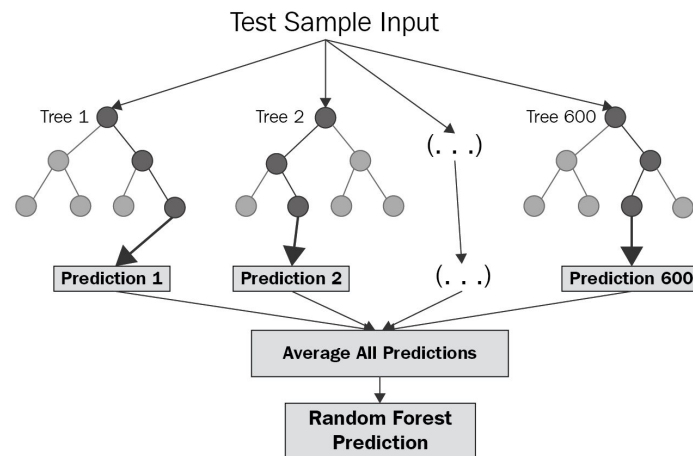 Test Sample Input
Tree 1
Tree 2
(. . .)
Tree 600
Prediction 1
Prediction 2
(. . .)
Prediction 600
Average All Predictions
Random Forest
Prediction